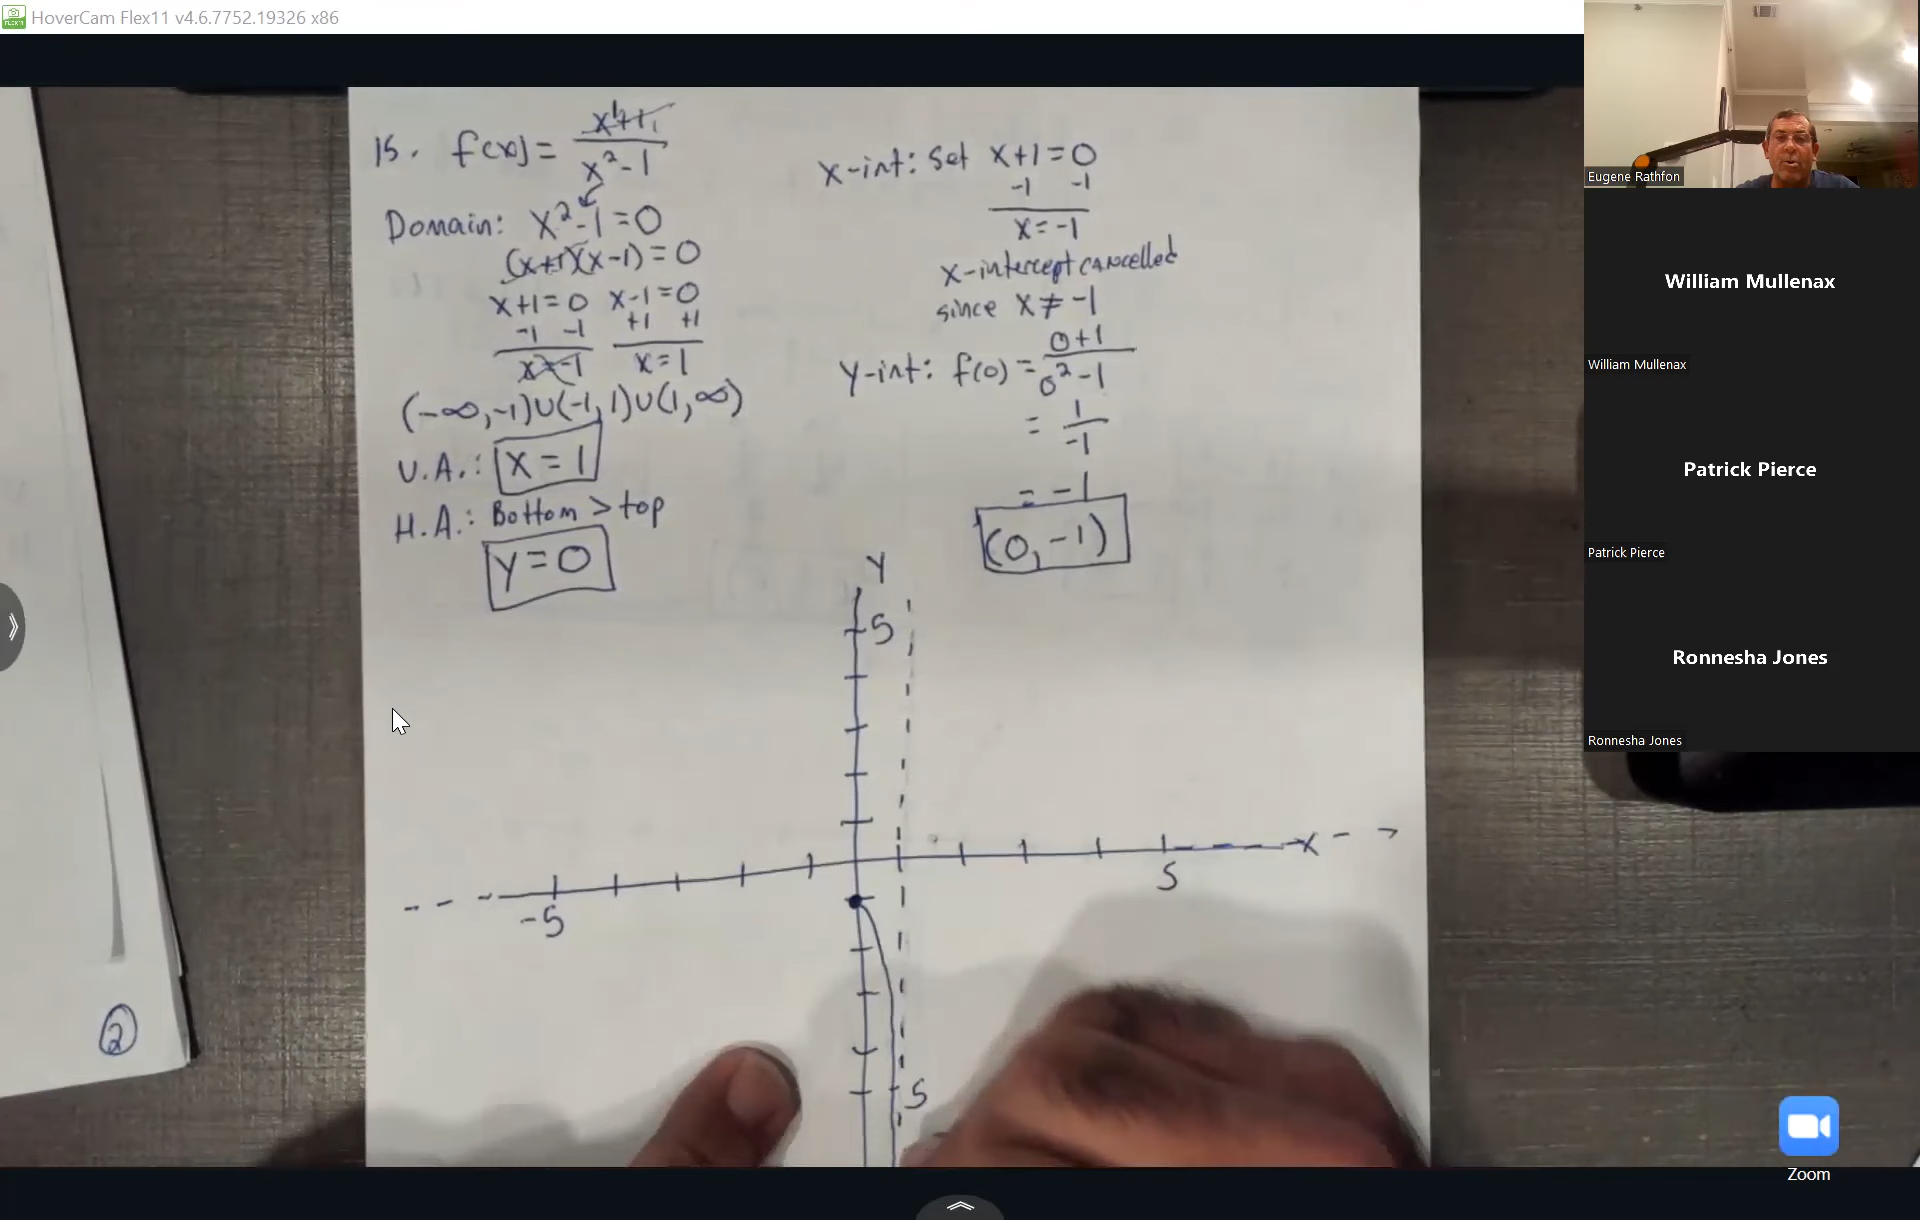 HoverCam Flex11 v4.6.7752.19326 x86
15. f(x) = x+1 / x² - 1
Domain: x² - 1 = 0
(x+1)(x-1) = 0
x+1 = 0 x-1 = 0
-1 -1 +1 +1
x = -1 x = 1
(-∞, -1) ∪ (-1, 1) ∪ (1, ∞)
V.A.: x = 1
H.A.: Bottom > top
y = 0
x-int: set x+1 = 0
-1 -1
x = -1
x-intercept cancelled
since x ≠ -1
y-int: f(0) = 0+1 / 0² - 1
= 1 / -1
= -1
(0, -1)
Y
5
-5
5
X
5
2
Eugene Rathfon
William Mullenax
William Mullenax
Patrick Pierce
Patrick Pierce
Ronnesha Jones
Ronnesha Jones
Zoom